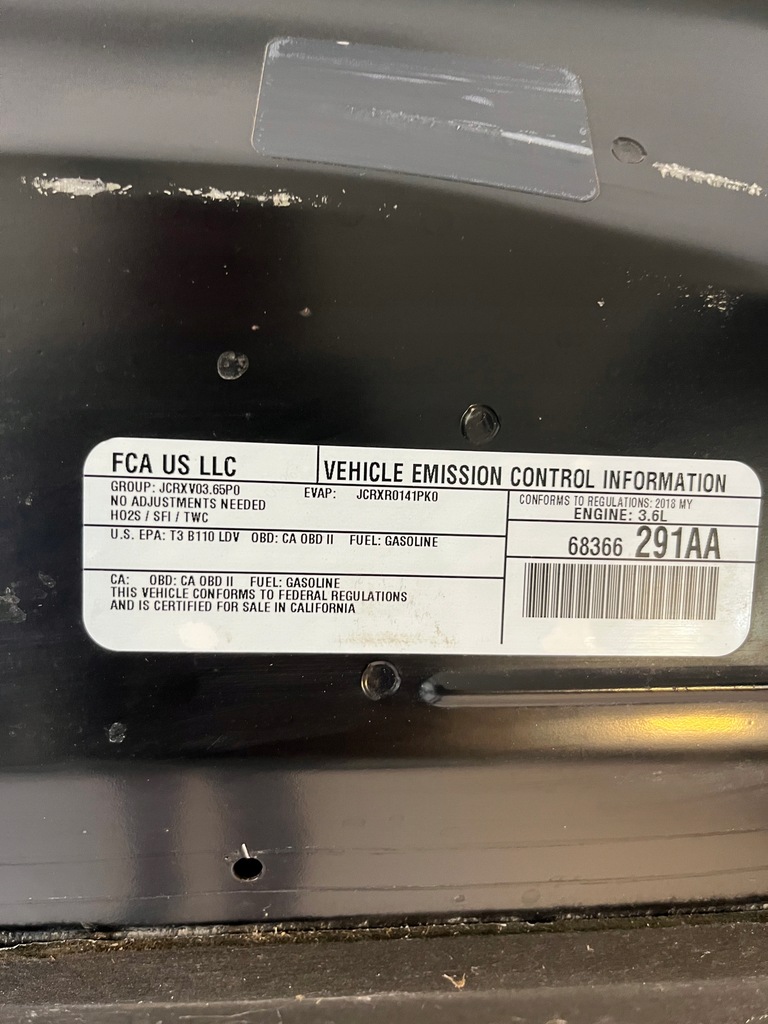 FCA US LLC
VEHICLE EMISSION CONTROL INFORMATION
GROUP: JCRXV03.65P0
EVAP: JCRXR0141PK0
NO ADJUSTMENTS NEEDED
HO2S / SFI / TWC
CONFORMS TO REGULATIONS: 2018 MY
ENGINE: 3.6L
U.S. EPA: T3 B110 LDV OBD: CA OBD II FUEL: GASOLINE
68366 291AA
CA: OBD: CA OBD II FUEL: GASOLINE
THIS VEHICLE CONFORMS TO FEDERAL REGULATIONS
AND IS CERTIFIED FOR SALE IN CALIFORNIA